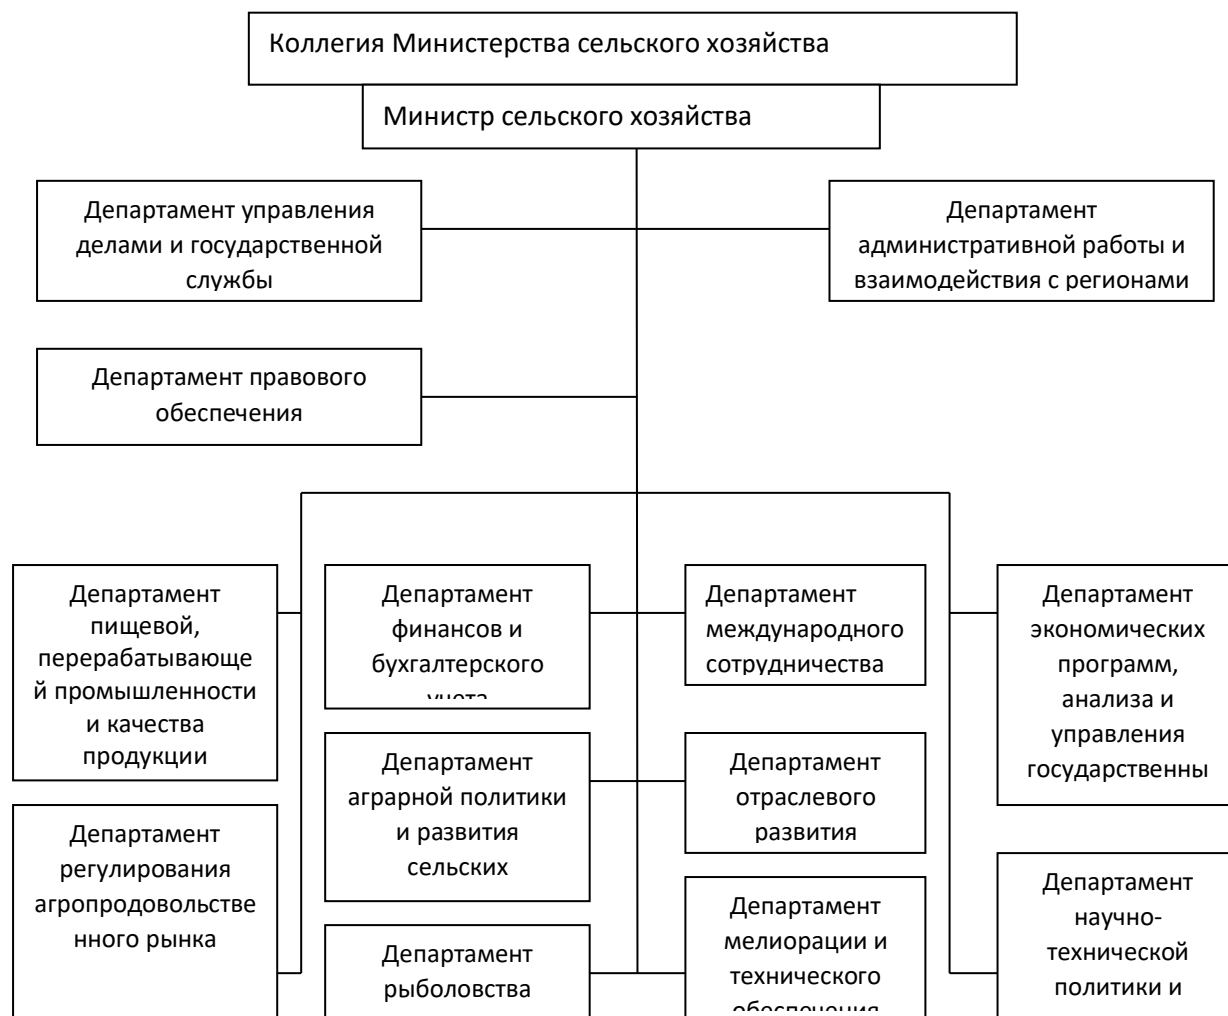 Коллегия Министерства сельского хозяйства
Министр сельского хозяйства
Департамент управления
делами и государственной
службы
Департамент
административной работы и
взаимодействия с регионами
Департамент правового
обеспечения
Департамент
пищевой,
перерабатывающе
й промышленности
и качества
продукции
Департамент
финансов и
бухгалтерского
учета
Департамент
международного
сотрудничества
Департамент
экономических
программ,
анализа и
управления
государственны
Департамент
аграрной политики
и развития
сельских
Департамент
отраслевого
развития
Департамент
регулирования
агропродовольстве
нного рынка
Департамент
рыболовства
Департамент
мелиорации и
технического
обеспечения
Департамент
научно-
технической
политики и